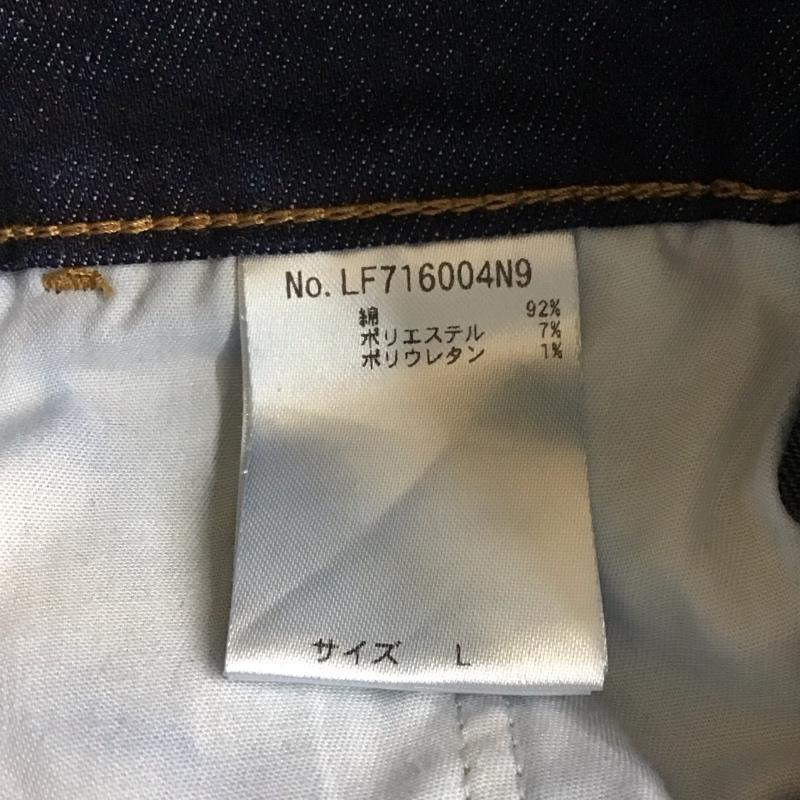 No. LF716004N9
綿 92%
ポリエステル 7%
ポリウレタン 1%
サイズ L